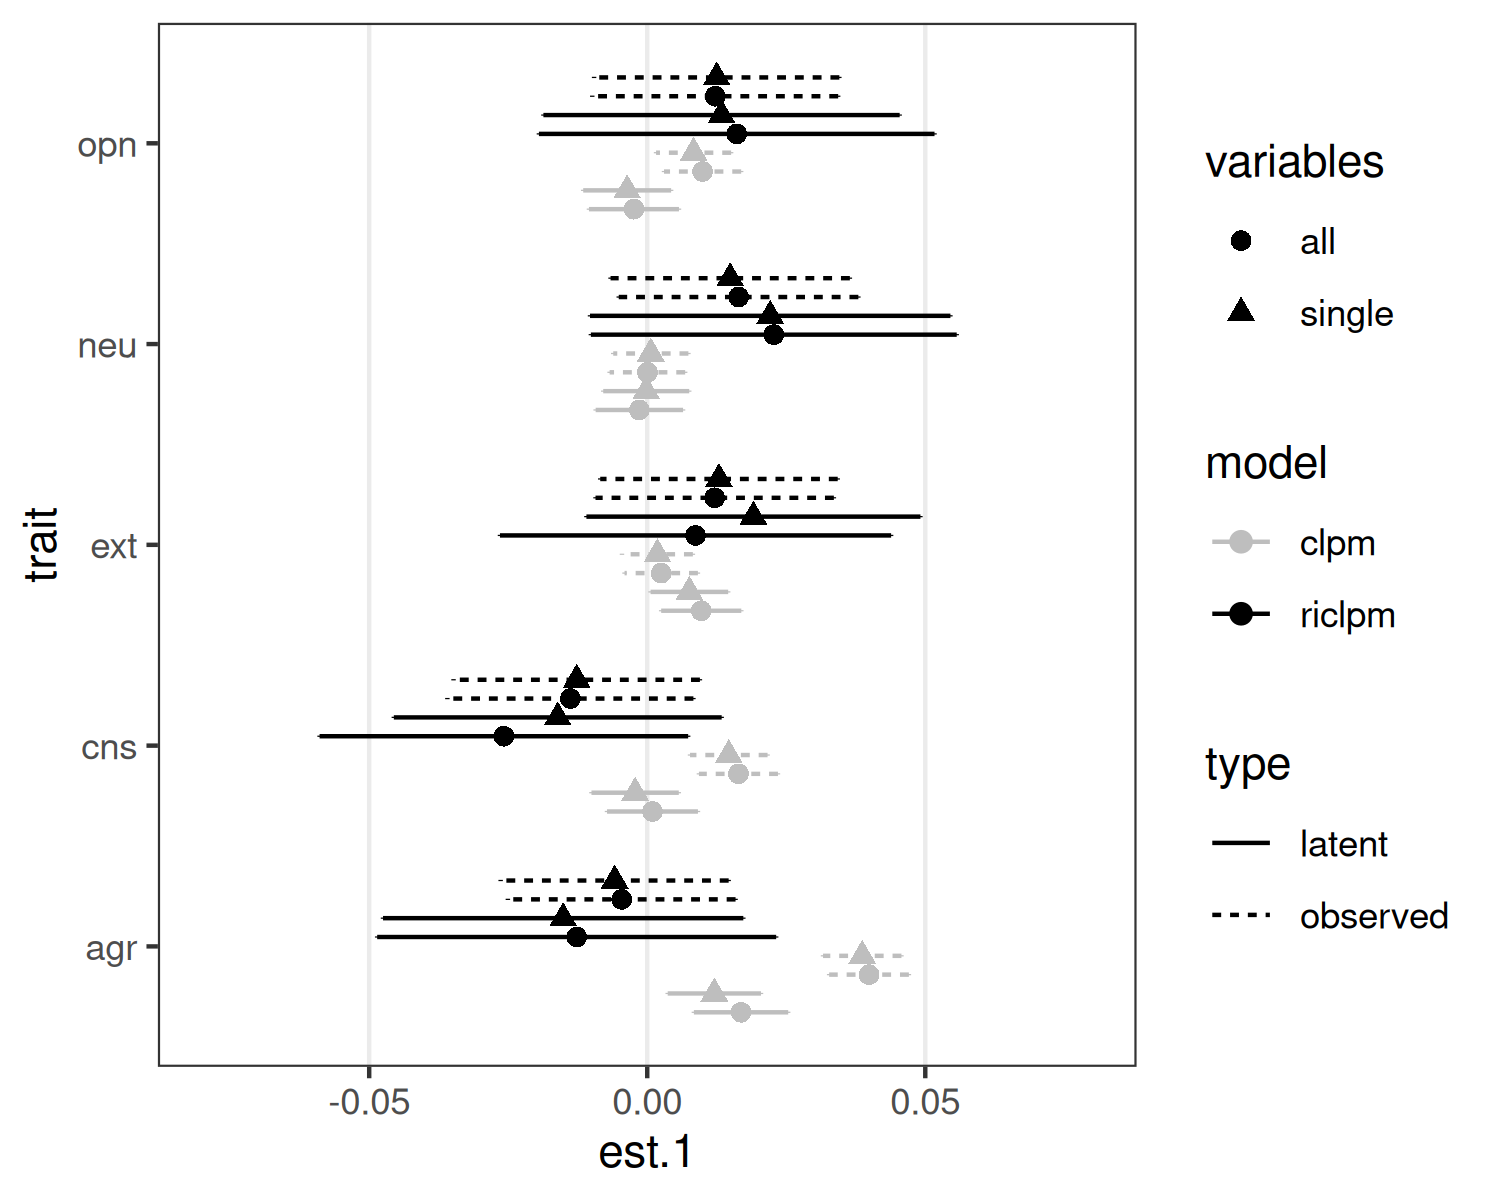 trait
opn
neu
ext
cns
agr
-0.05
0.00
0.05
est.1
variables
all
single
model
clpm
riclpm
type
latent
observed